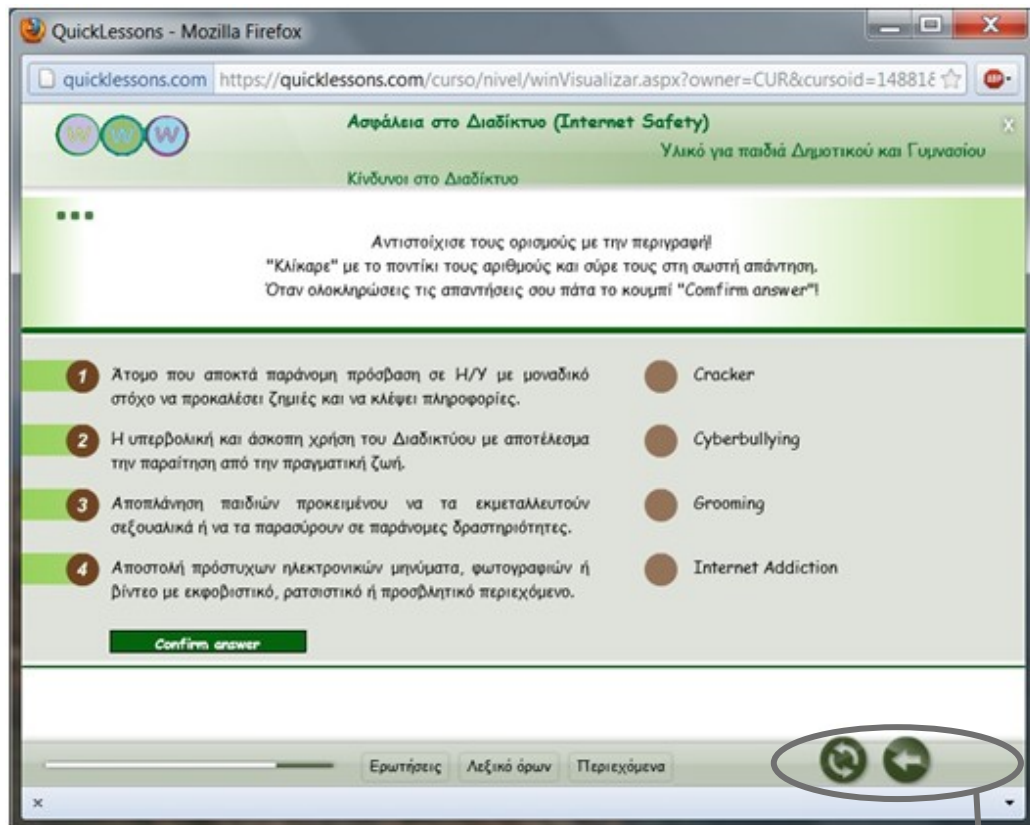 QuickLessons - Mozilla Firefox
quicklessons.com https://quicklessons.com/curso/nivel/winVisualizar.aspx?owner=CUR&cursoid=148818
ABP
W W W
Ασφάλεια στο Διαδίκτυο (Internet Safety)
Υλικό για παιδιά Δημοτικού και Γυμνασίου
Κίνδυνοι στο Διαδίκτυο
Αντιστοίχισε τους ορισμούς με την περιγραφή!
"Κλίκαρε" με το ποντίκι τους αριθμούς και σύρε τους στη σωστή απάντηση.
Όταν ολοκληρώσεις τις απαντήσεις σου πάτα το κουμπί "Comfirm answer"!
1 Άτομο που αποκτά παράνομη πρόσβαση σε Η/Υ με μοναδικό
στόχο να προκαλέσει ζημιές και να κλέψει πληροφορίες.
Cracker
2 Η υπερβολική και άσκοπη χρήση του Διαδικτύου με αποτέλεσμα
την παραίτηση από την πραγματική ζωή.
Cyberbullying
3 Αποπλάνηση παιδιών προκειμένου να τα εκμεταλλευτούν
σεξουαλικά ή να τα παρασύρουν σε παράνομες δραστηριότητες.
Grooming
4 Αποστολή πρόστυχων ηλεκτρονικών μηνύματα, φωτογραφιών ή
βίντεο με εκφοβιστικό, ρατσιστικό ή προσβλητικό περιεχόμενο.
Internet Addiction
Confirm answer
Ερωτήσεις Λεξικό όρων Περιεχόμενα